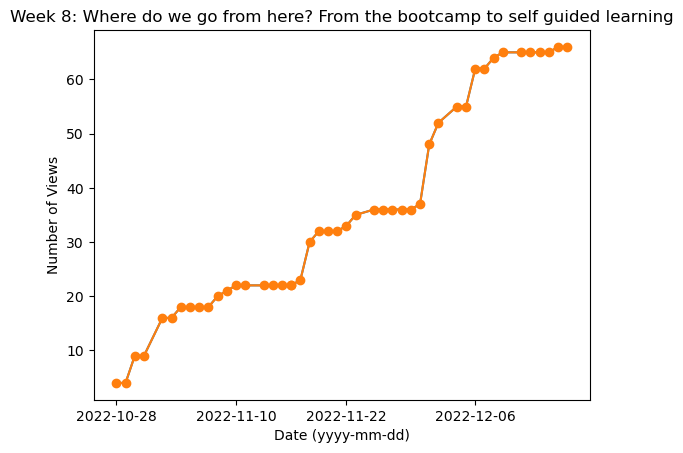 Week 8: Where do we go from here? From the bootcamp to self guided learning
60
50
40
30
20
10
Number of Views
2022-10-28 2022-11-10 2022-11-22 2022-12-06
Date (yyyy-mm-dd)